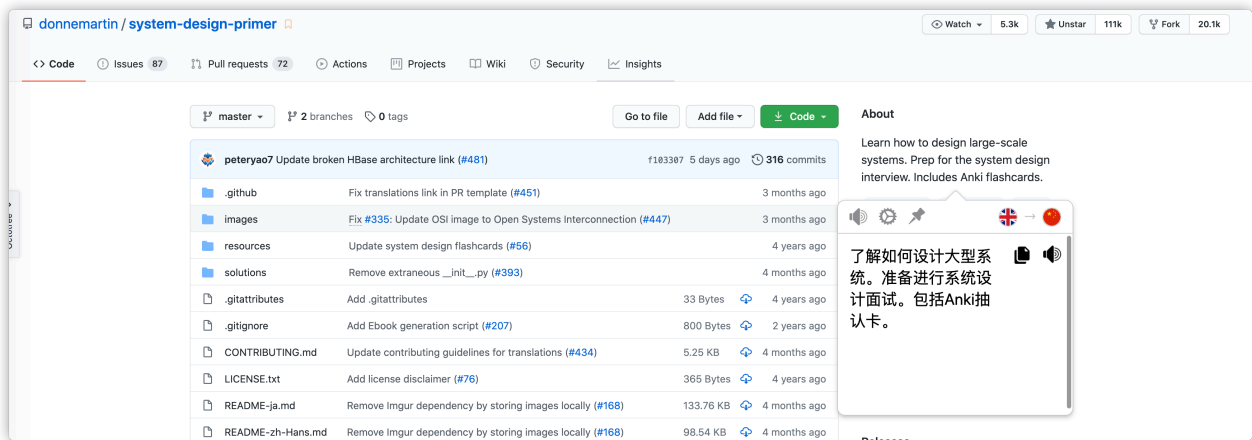 donnemartin / system-design-primer
Watch 5.3k Unstar 111k Fork 20.1k
Code Issues 87 Pull requests 72 Actions Projects Wiki Security Insights
master 2 branches 0 tags Go to file Add file Code
About
Learn how to design large-scale
systems. Prep for the system design
interview. Includes Anki flashcards.
peteryao7 Update broken HBase architecture link (#481) f103307 5 days ago 316 commits
.github Fix translations link in PR template (#451) 3 months ago
images Fix #335: Update OSI image to Open Systems Interconnection (#447) 3 months ago
resources Update system design flashcards (#56) 4 years ago
solutions Remove extraneous __init__.py (#393) 4 months ago
.gitattributes Add .gitattributes 33 Bytes 4 years ago
.gitignore Add Ebook generation script (#207) 800 Bytes 2 years ago
CONTRIBUTING.md Update contributing guidelines for translations (#434) 5.25 KB 4 months ago
LICENSE.txt Add license disclaimer (#76) 365 Bytes 4 years ago
README-ja.md Remove Imgur dependency by storing images locally (#168) 133.76 KB 4 months ago
README-zh-Hans.md Remove Imgur dependency by storing images locally (#168) 98.54 KB 4 months ago
了解如何设计大型系
统。准备进行系统设
计面试。包括Anki抽
认卡。